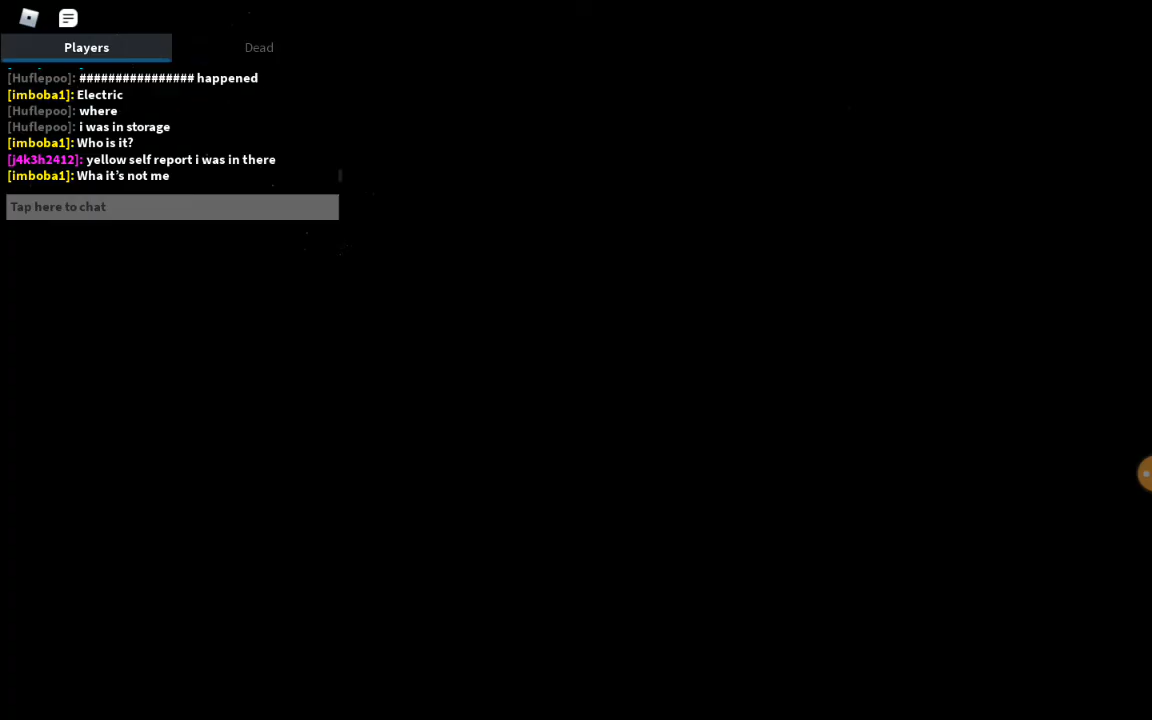 Players
Dead
[Huflepoo]: ################ happened
[imboba1]: Electric
[Huflepoo]: where
[Huflepoo]: i was in storage
[imboba1]: Who is it?
[j4k3h2412]: yellow self report i was in there
[imboba1]: Wha it’s not me
Tap here to chat